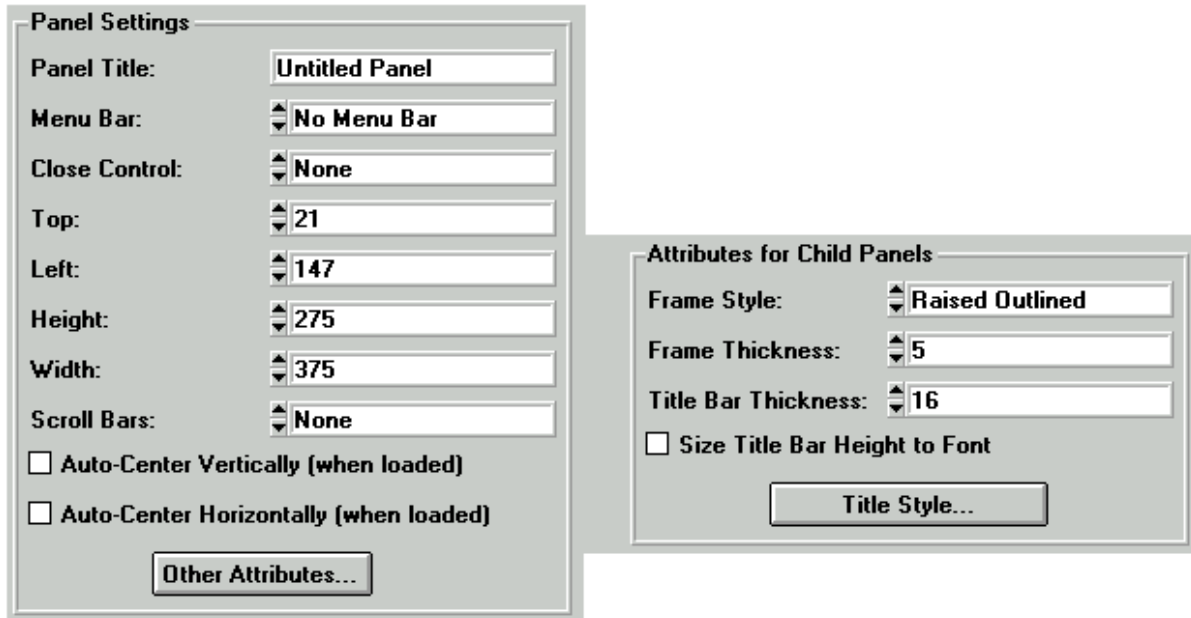 Panel Settings
Panel Title: Untitled Panel
Menu Bar: No Menu Bar
Close Control: None
Top: 21
Left: 147
Height: 275
Width: 375
Scroll Bars: None
Auto-Center Vertically (when loaded)
Auto-Center Horizontally (when loaded)
Other Attributes...
Attributes for Child Panels
Frame Style: Raised Outlined
Frame Thickness: 5
Title Bar Thickness: 16
Size Title Bar Height to Font
Title Style...